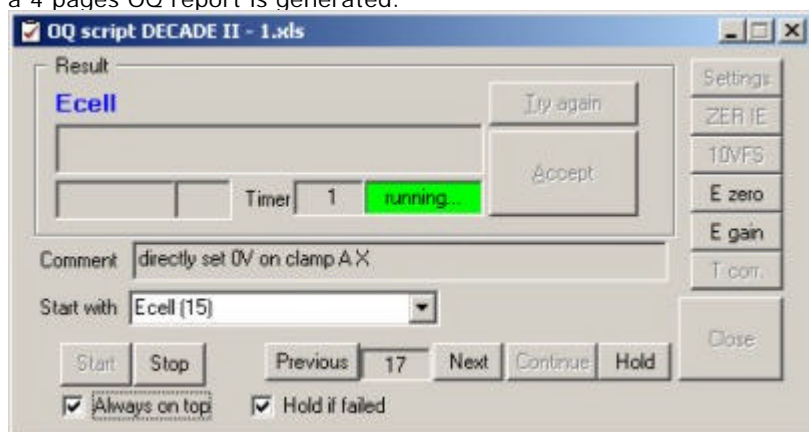 a 4 pages OQ report is generated.
OQ script DECADE II - 1.xls
Result
Settings
Ecell
Try again
ZER IE
10VFS
Accept
E zero
Timer 1 running...
E gain
Comment directly set 0V on clamp A X
T corr.
Start with Ecell (15)
Close
Start Stop Previous 17 Next Continue Hold
Always on top Hold if failed